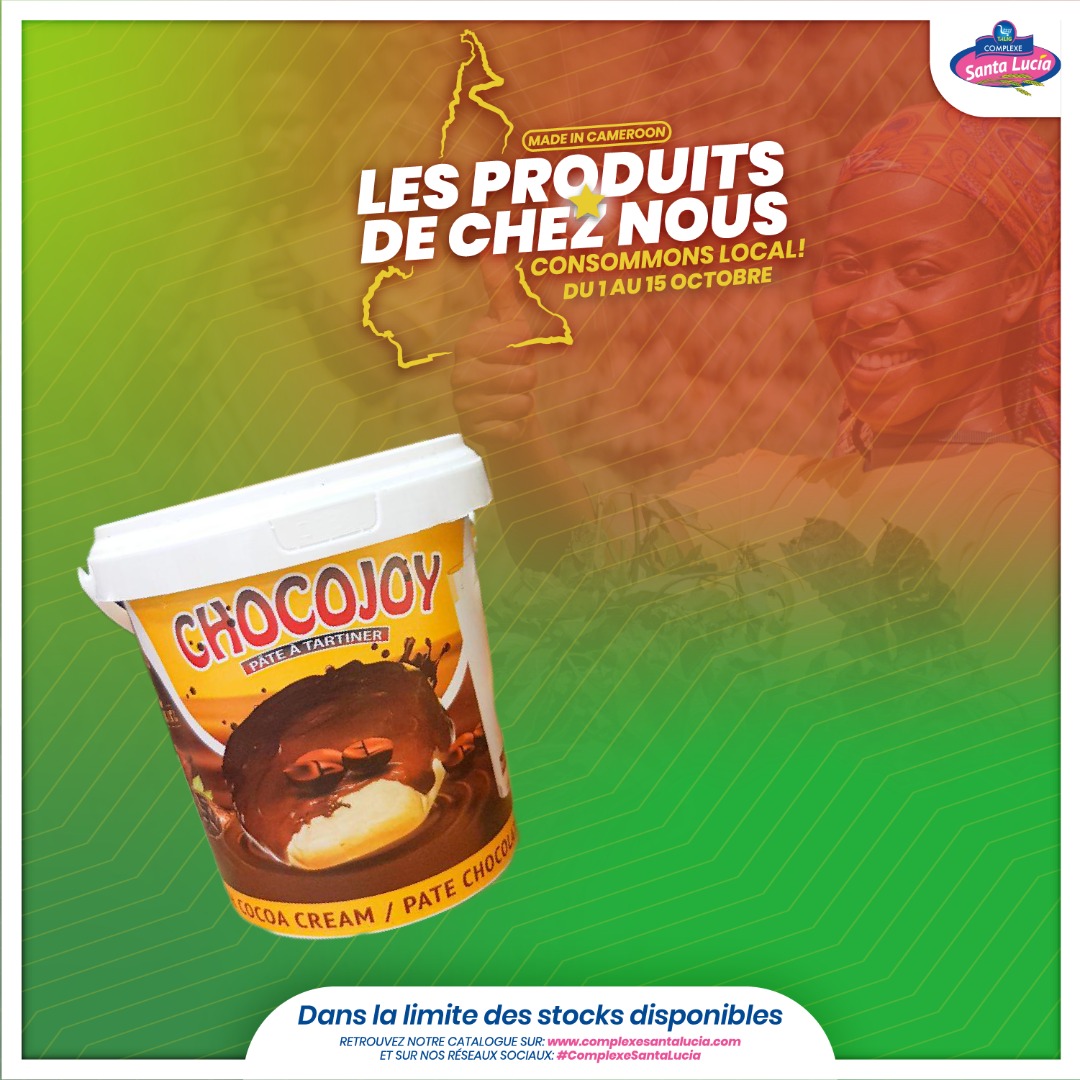 COMPLEXE
Santa Lucía
MADE IN CAMEROON
LES PRODUITS
DE CHEZ NOUS
CONSOMMONS LOCAL!
DU 1 AU 15 OCTOBRE
CHOCOJOY
PATE A TARTINER
COCOA CREAM / PATE
Dans la limite des stocks disponibles
RETROUVEZ NOTRE CATALOGUE SUR: www.complexesantalucia.com
ET SUR NOS RÉSEAUX SOCIAUX: #ComplexeSantaLucia